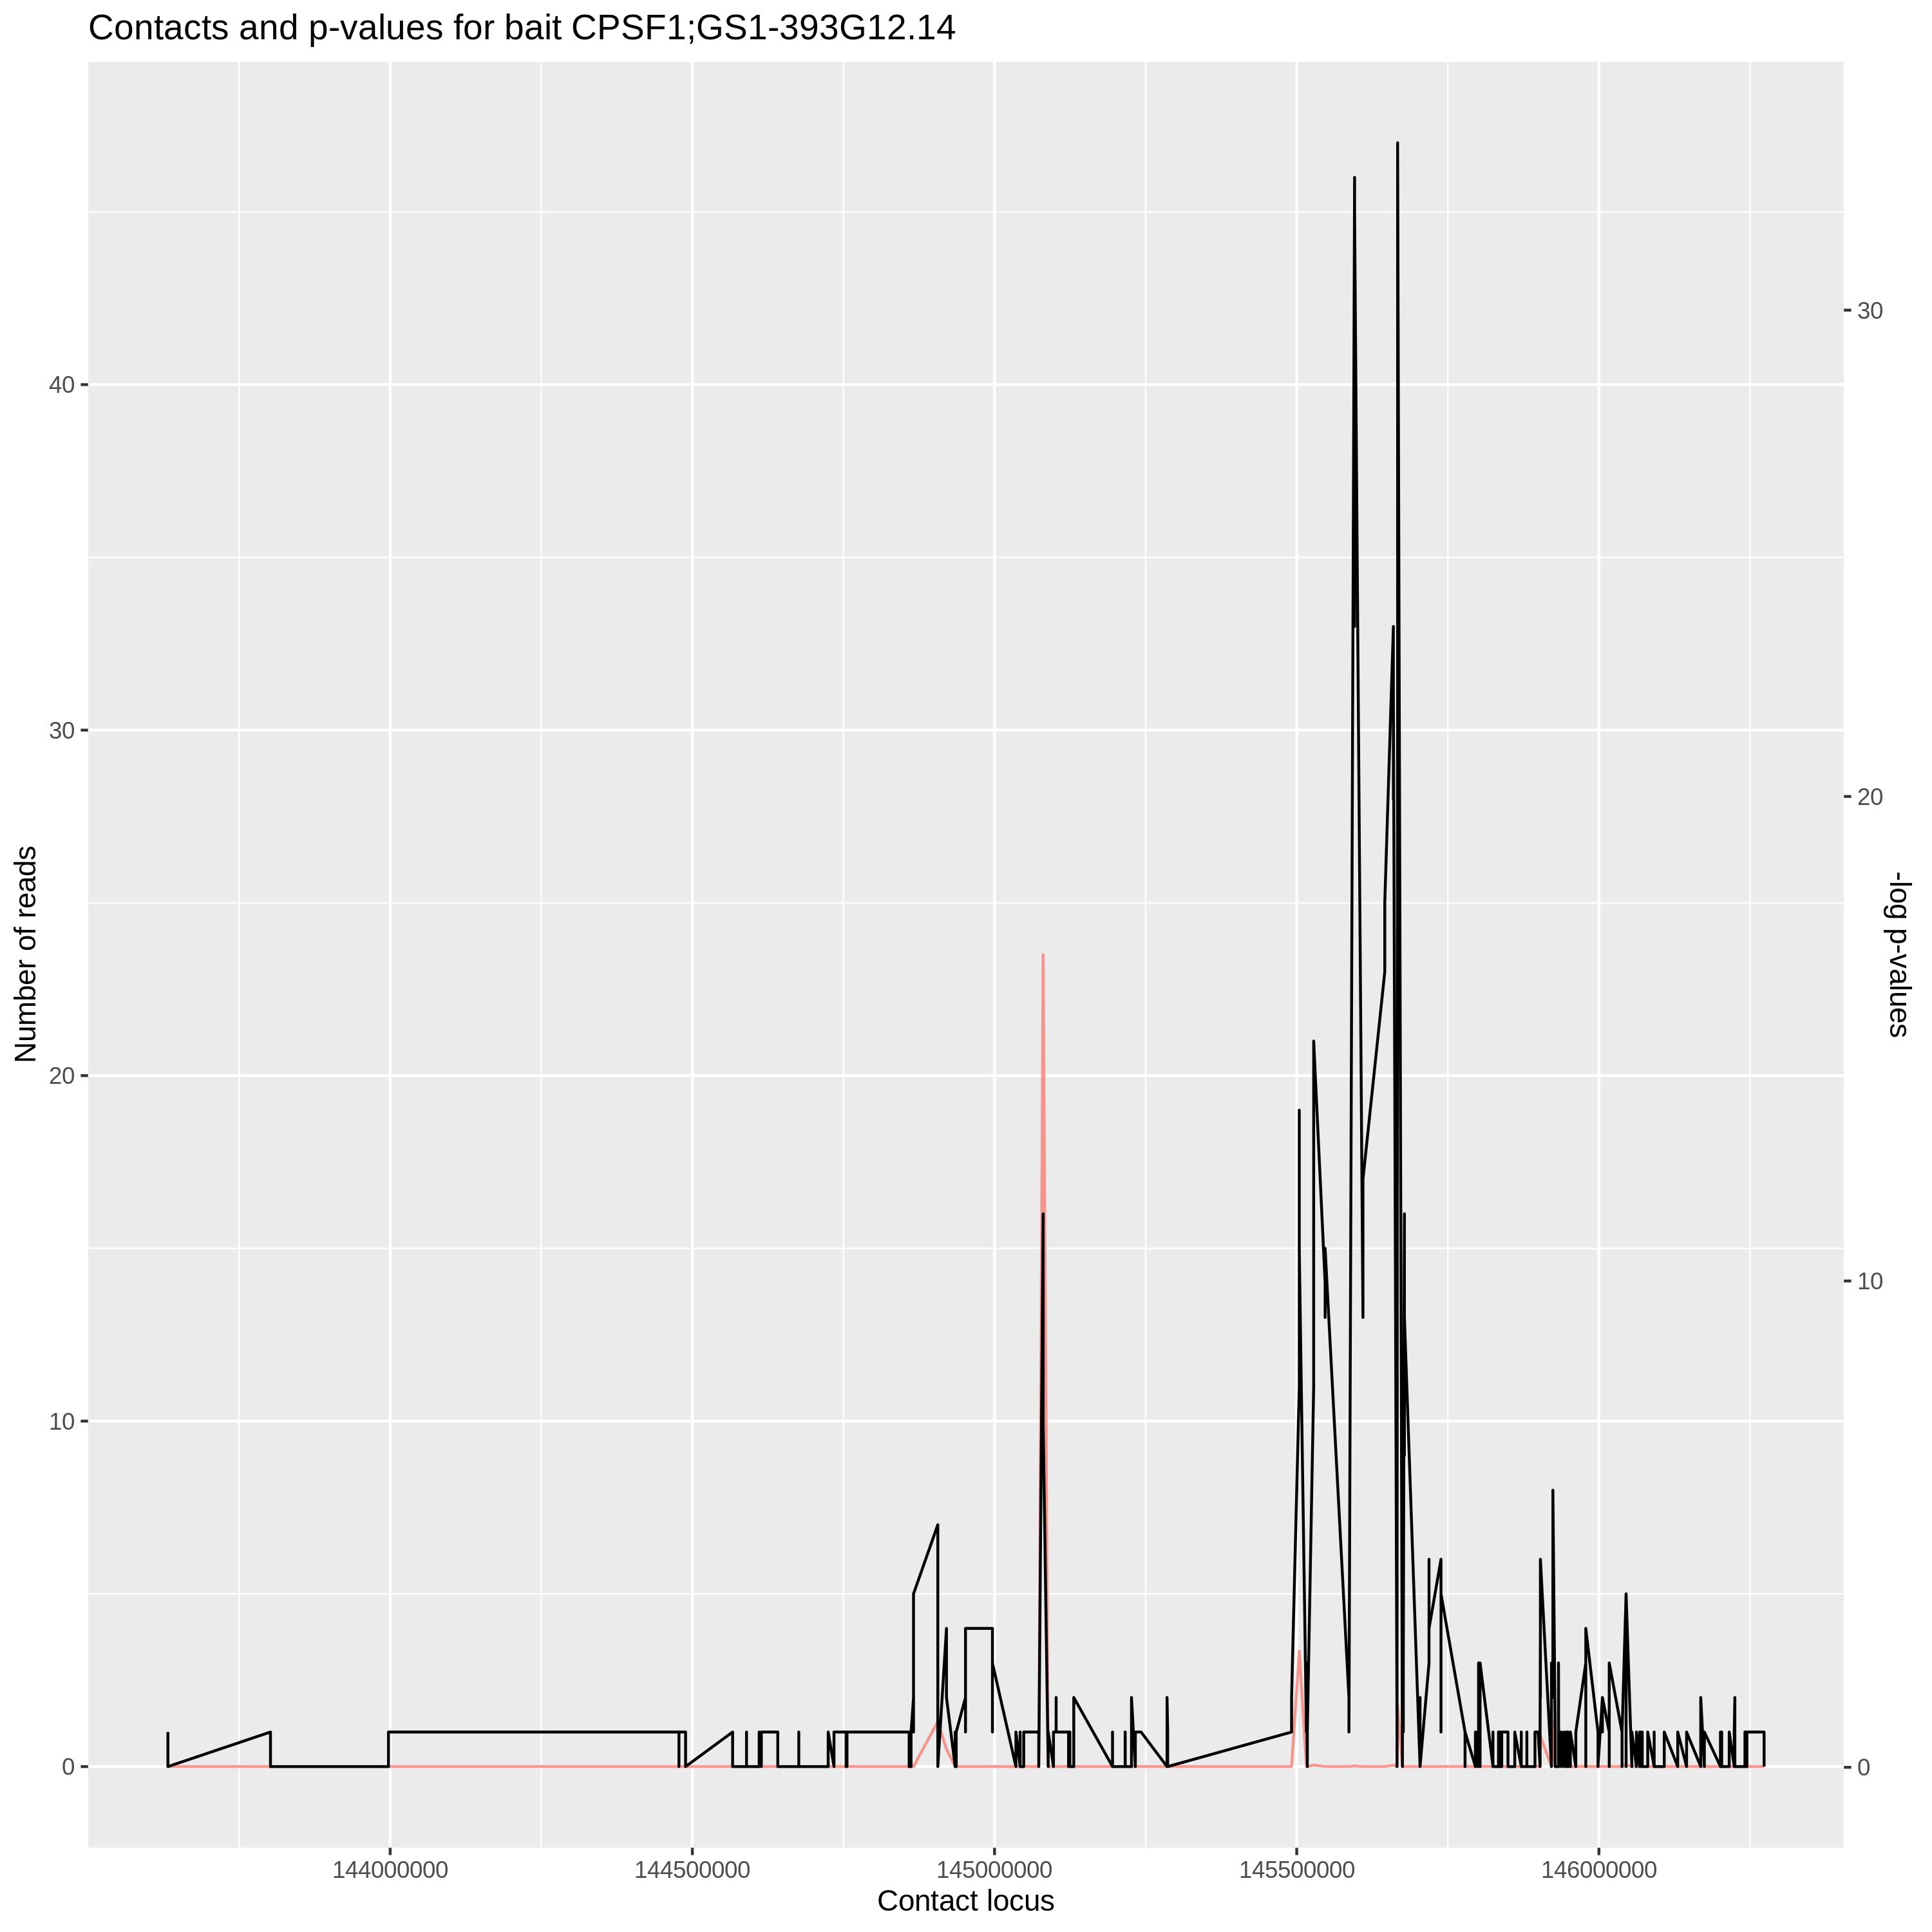 Contacts and p-values for bait CPSF1;GS1-393G12.14
Number of reads
40
30
20
10
0
30
20
10
0
-log p-values
144000000 144500000 145000000 145500000 146000000
Contact locus